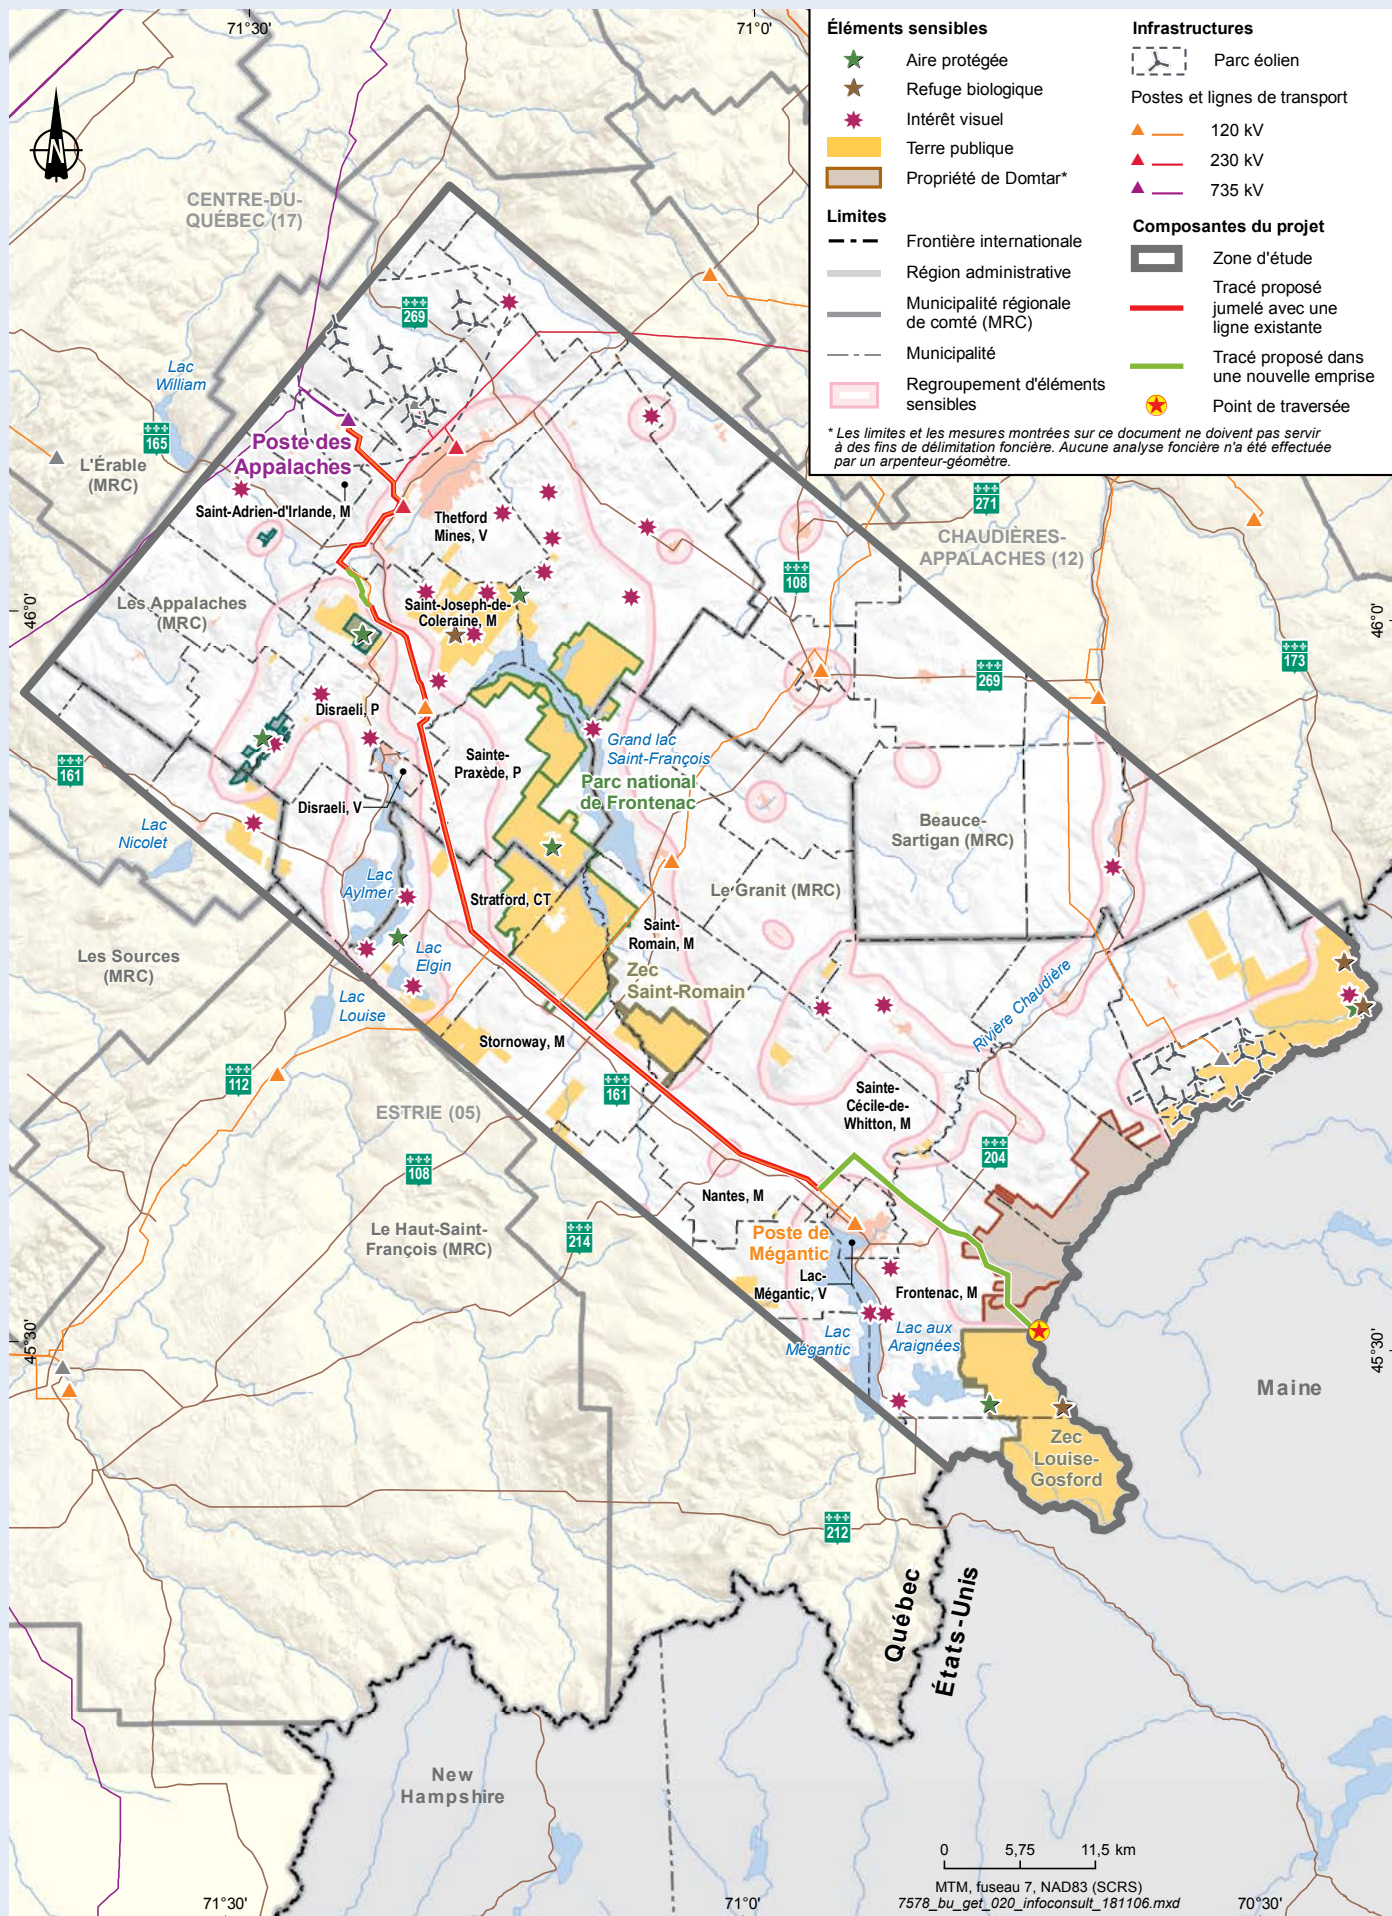 71°30'
71°0'
Éléments sensibles
Aire protégée
Refuge biologique
Intérêt visuel
Terre publique
Propriété de Domtar*
Limites
Frontière internationale
Région administrative
Municipalité régionale
de comté (MRC)
Municipalité
Regroupement d'éléments
sensibles
Infrastructures
Parc éolien
Postes et lignes de transport
120 kV
230 kV
735 kV
Composantes du projet
Zone d'étude
Tracé proposé
jumelé avec une
ligne existante
Tracé proposé dans
une nouvelle emprise
Point de traversée
* Les limites et les mesures montrées sur ce document ne doivent pas servir
à des fins de délimitation foncière. Aucune analyse foncière n'a été effectuée
par un arpenteur-géomètre.
CENTRE-DU-
QUÉBEC (17)
269
Lac
William
165
L'Érable
(MRC)
Poste des
Appalaches
Saint-Adrien-d'Irlande, M
Thetford
Mines, V
271
CHAUDIÈRES-
APPALACHES (12)
108
46°0'
Les Appalaches
(MRC)
Saint-Joseph-de-
Coleraine, M
46°0'
173
269
Disraeli, P
Grand lac
Saint-François
Sainte-
Praxède, P
161
Parc national
de Frontenac
Disraeli, V
Lac
Nicolet
Beauce-
Sartigan (MRC)
Lac
Aylmer
Le Granit (MRC)
Stratford, CT
Saint-
Romain, M
Les Sources
(MRC)
Lac
Elgin
Zec
Saint-Romain
Rivière Chaudière
Lac
Louise
Stornoway, M
112
161
ESTRIE (05)
Sainte-
Cécile-de-
Whitton, M
204
108
Nantes, M
Le Haut-Saint-
François (MRC)
214
Poste de
Mégantic
Lac-
Mégantic, V
Frontenac, M
Lac
Mégantic
Lac aux
Araignées
45°30'
45°30'
Maine
Zec
Louise-
Gosford
212
Québec
États-Unis
New
Hampshire
0 5,75 11,5 km
MTM, fuseau 7, NAD83 (SCRS)
7578_bu_get_020_infoconsult_181106.mxd
71°30'
71°0'
70°30'